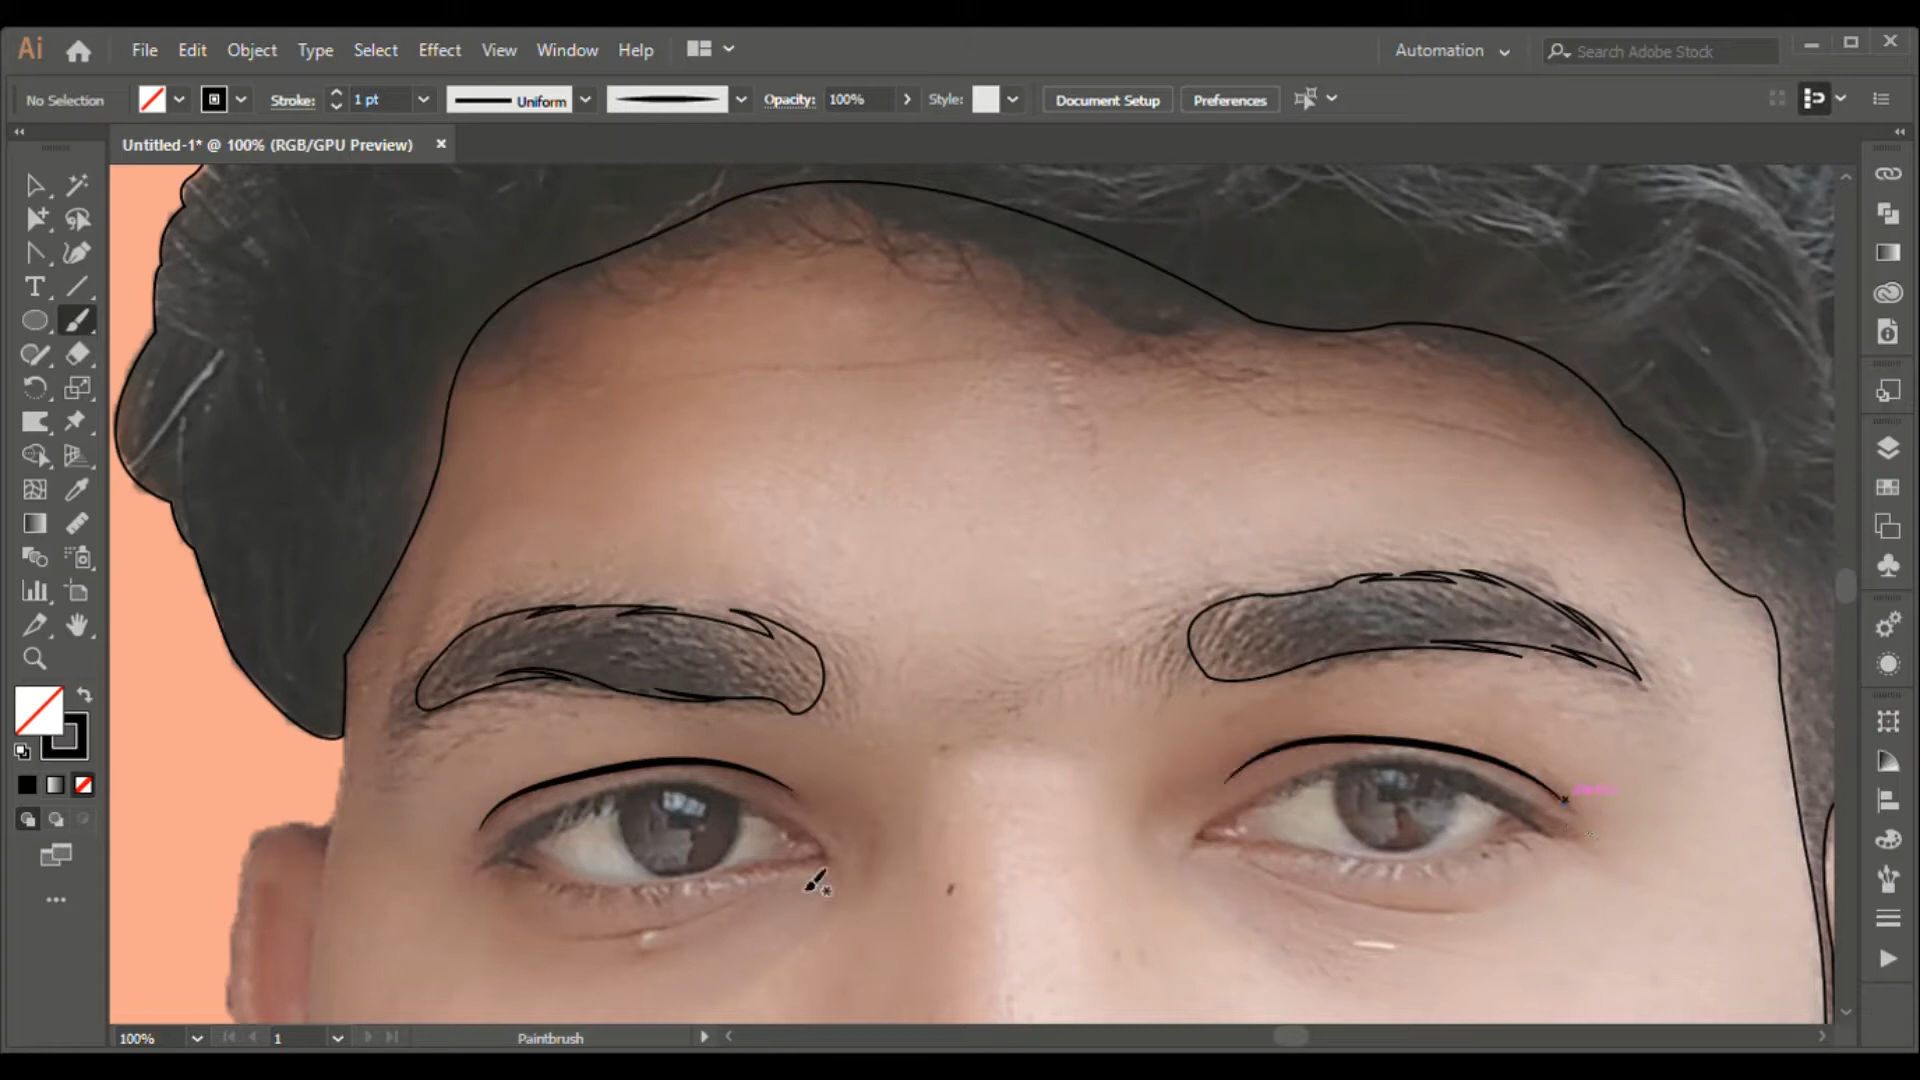 Ai File Edit Object Type Select Effect View Window Help Automation Search Adobe Stock
No Selection Stroke: 1 pt Uniform Opacity: 100% Style: Document Setup Preferences
Untitled-1* @ 100% (RGB/GPU Preview) ×
100% 1 Paintbrush